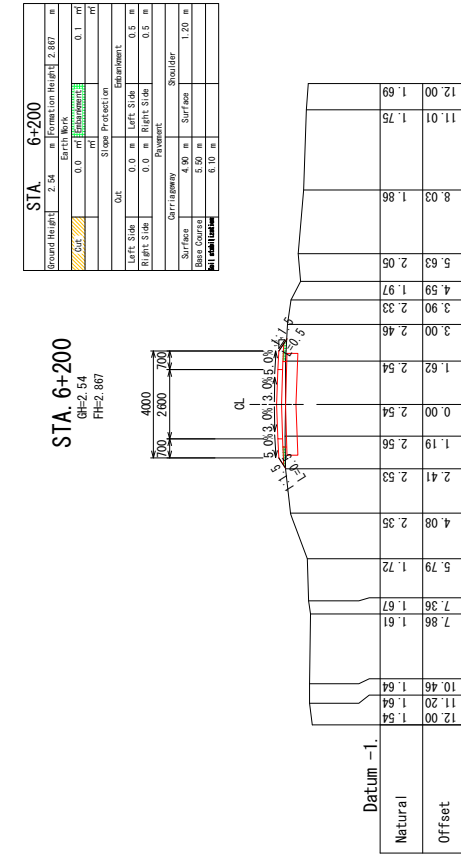 STA. 6+200
Ground Height 2.54 m Formation Height 2.867 m
Earth Work
Cut 0.0 ㎡ Embankment 0.1 ㎡
㎡ ㎡
Slope Protection
Cut Embankment
Left Side 0.0 m Left Side 0.5 m
Right Side 0.0 m Right Side 0.5 m
Pavement
Carriageway Shoulder
Surface 4.90 m Surface 1.20 m
Base Course 5.50 m
Soil stabilization 6.10 m
STA. 6+200
GH=2.54
FH=2.867
4000
700 2600 700
CL
5.0% 3.0% 3.0% 5.0%
1:1.5 1:1.5
L=0.5 L=0.5
Datum -1.
Natural 1.54 1.64 1.64 1.61 1.67 1.72 2.35 2.53 2.56 2.54 2.54 2.46 2.33 1.97 2.05 1.86 1.75 1.69
Offset 12.00 11.20 10.46 7.86 7.36 5.79 4.08 2.41 1.19 0.00 1.62 3.00 3.90 4.59 5.63 8.03 11.01 12.00